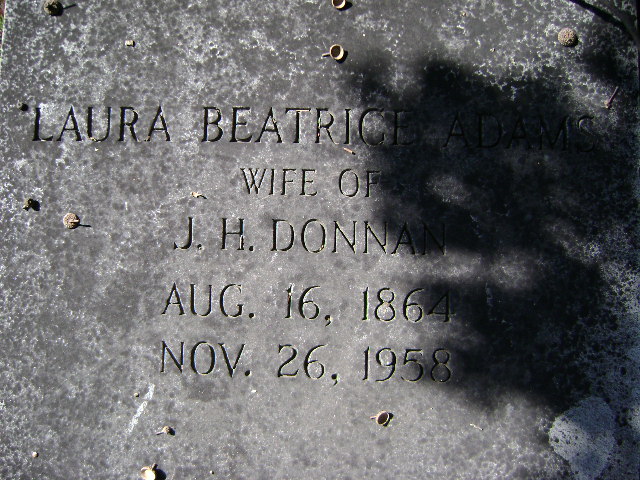 LAURA BEATRICE ADAMS
WIFE OF
J. H. DONNAN
AUG. 16, 1864
NOV. 26, 1958